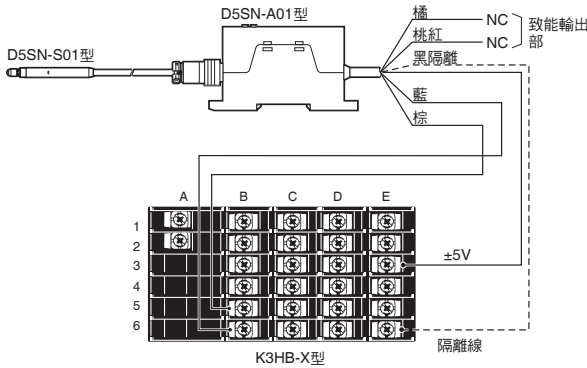 D5SN-A01型
D5SN-S01型
橘 NC
桃紅 NC
致能輸出部
黑隔離
藍
棕
A B C D E
1
2
3 ±5V
4
5
6
隔離線
K3HB-X型